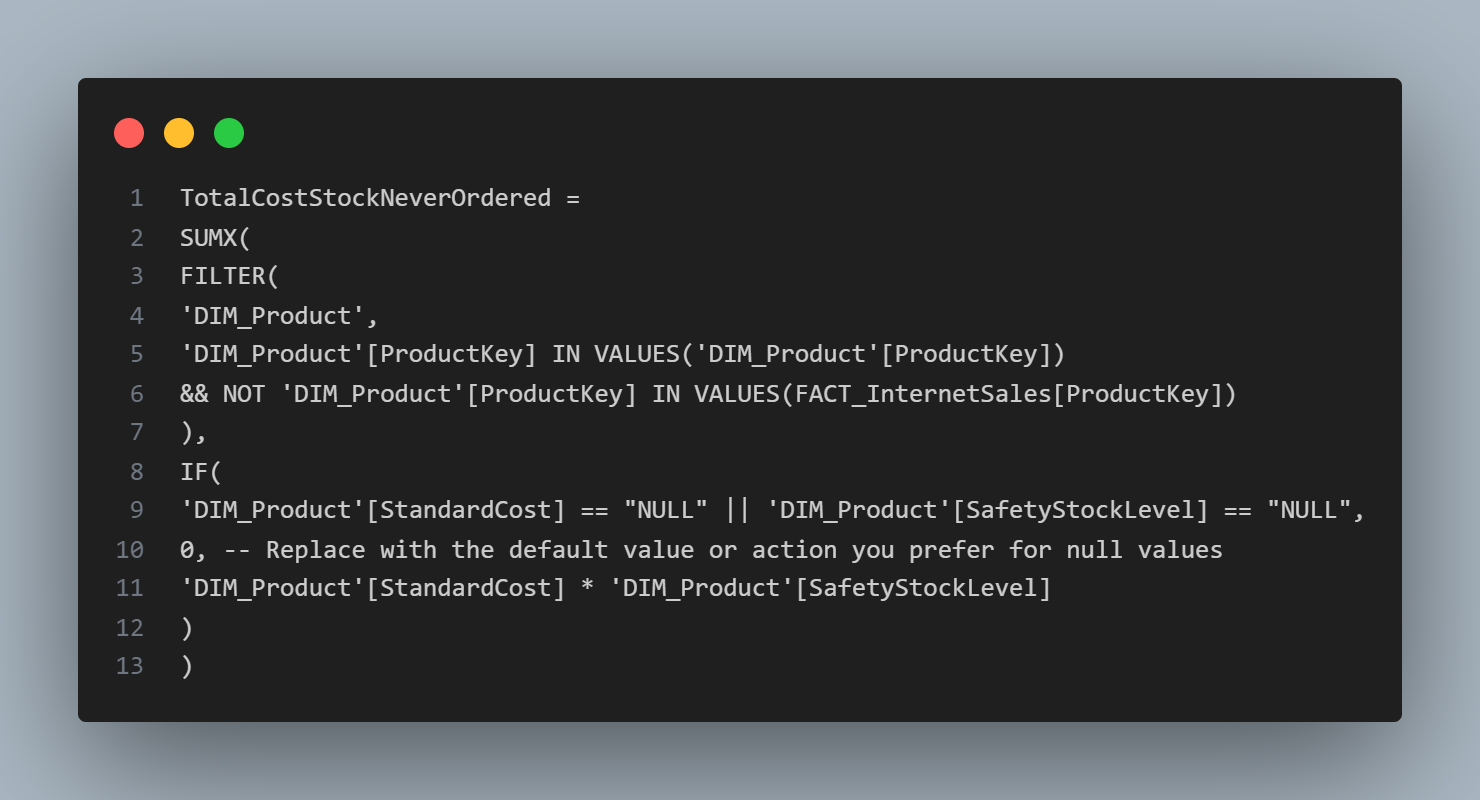 1 TotalCostStockNeverOrdered =
2 SUMX(
3 FILTER(
4 'DIM_Product',
5 'DIM_Product'[ProductKey] IN VALUES('DIM_Product'[ProductKey])
6 && NOT 'DIM_Product'[ProductKey] IN VALUES(FACT_InternetSales[ProductKey])
7 ),
8 IF(
9 'DIM_Product'[StandardCost] == "NULL" || 'DIM_Product'[SafetyStockLevel] == "NULL",
10 0, -- Replace with the default value or action you prefer for null values
11 'DIM_Product'[StandardCost] * 'DIM_Product'[SafetyStockLevel]
12 )
13 )